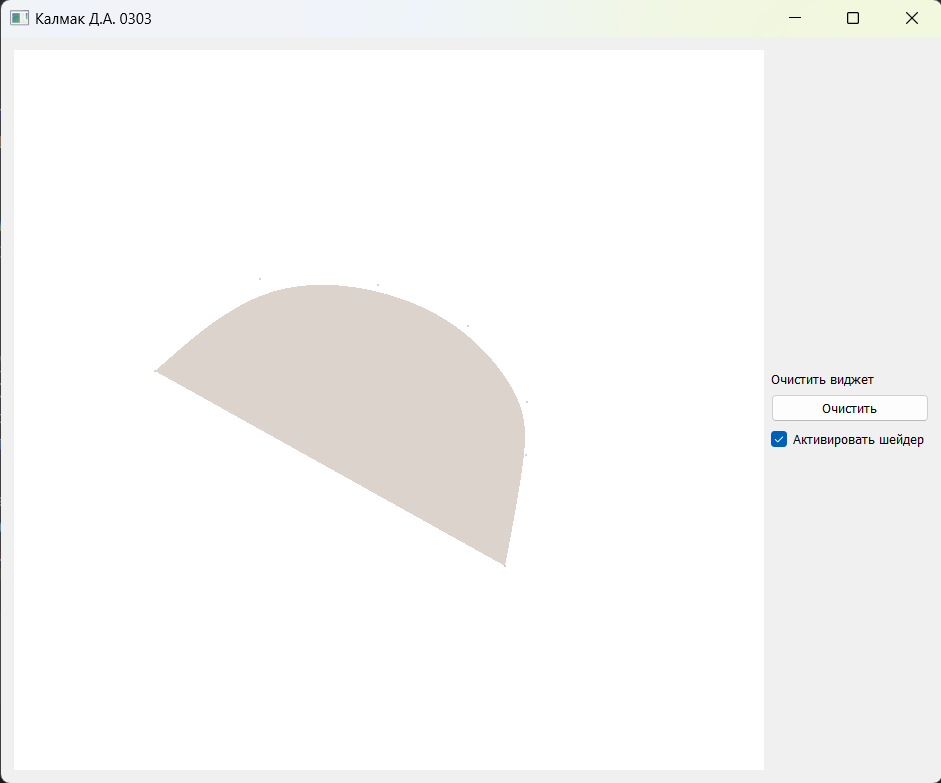 Калмак Д.А. 0303
Очистить виджет
Очистить
Активировать шейдер